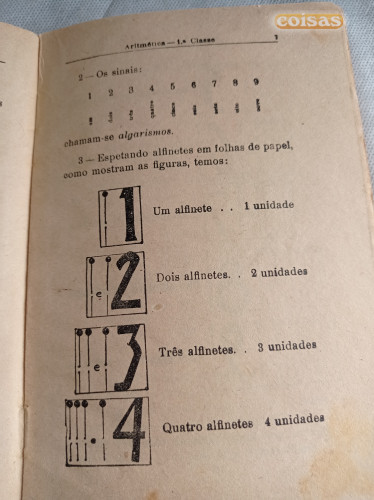 coisas
Aritmética — 1.ª Classe
2 — Os sinais:
1 2 3 4 5 6 7 8 9
chamam-se algarismos.
3 — Espetando alfinetes em folhas de papel,
como mostram as figuras, temos:
1 Um alfinete . . 1 unidade
e 2 Dois alfinetes. . 2 unidades
e 3 Três alfinetes. . 3 unidades
4 Quatro alfinetes 4 unidades